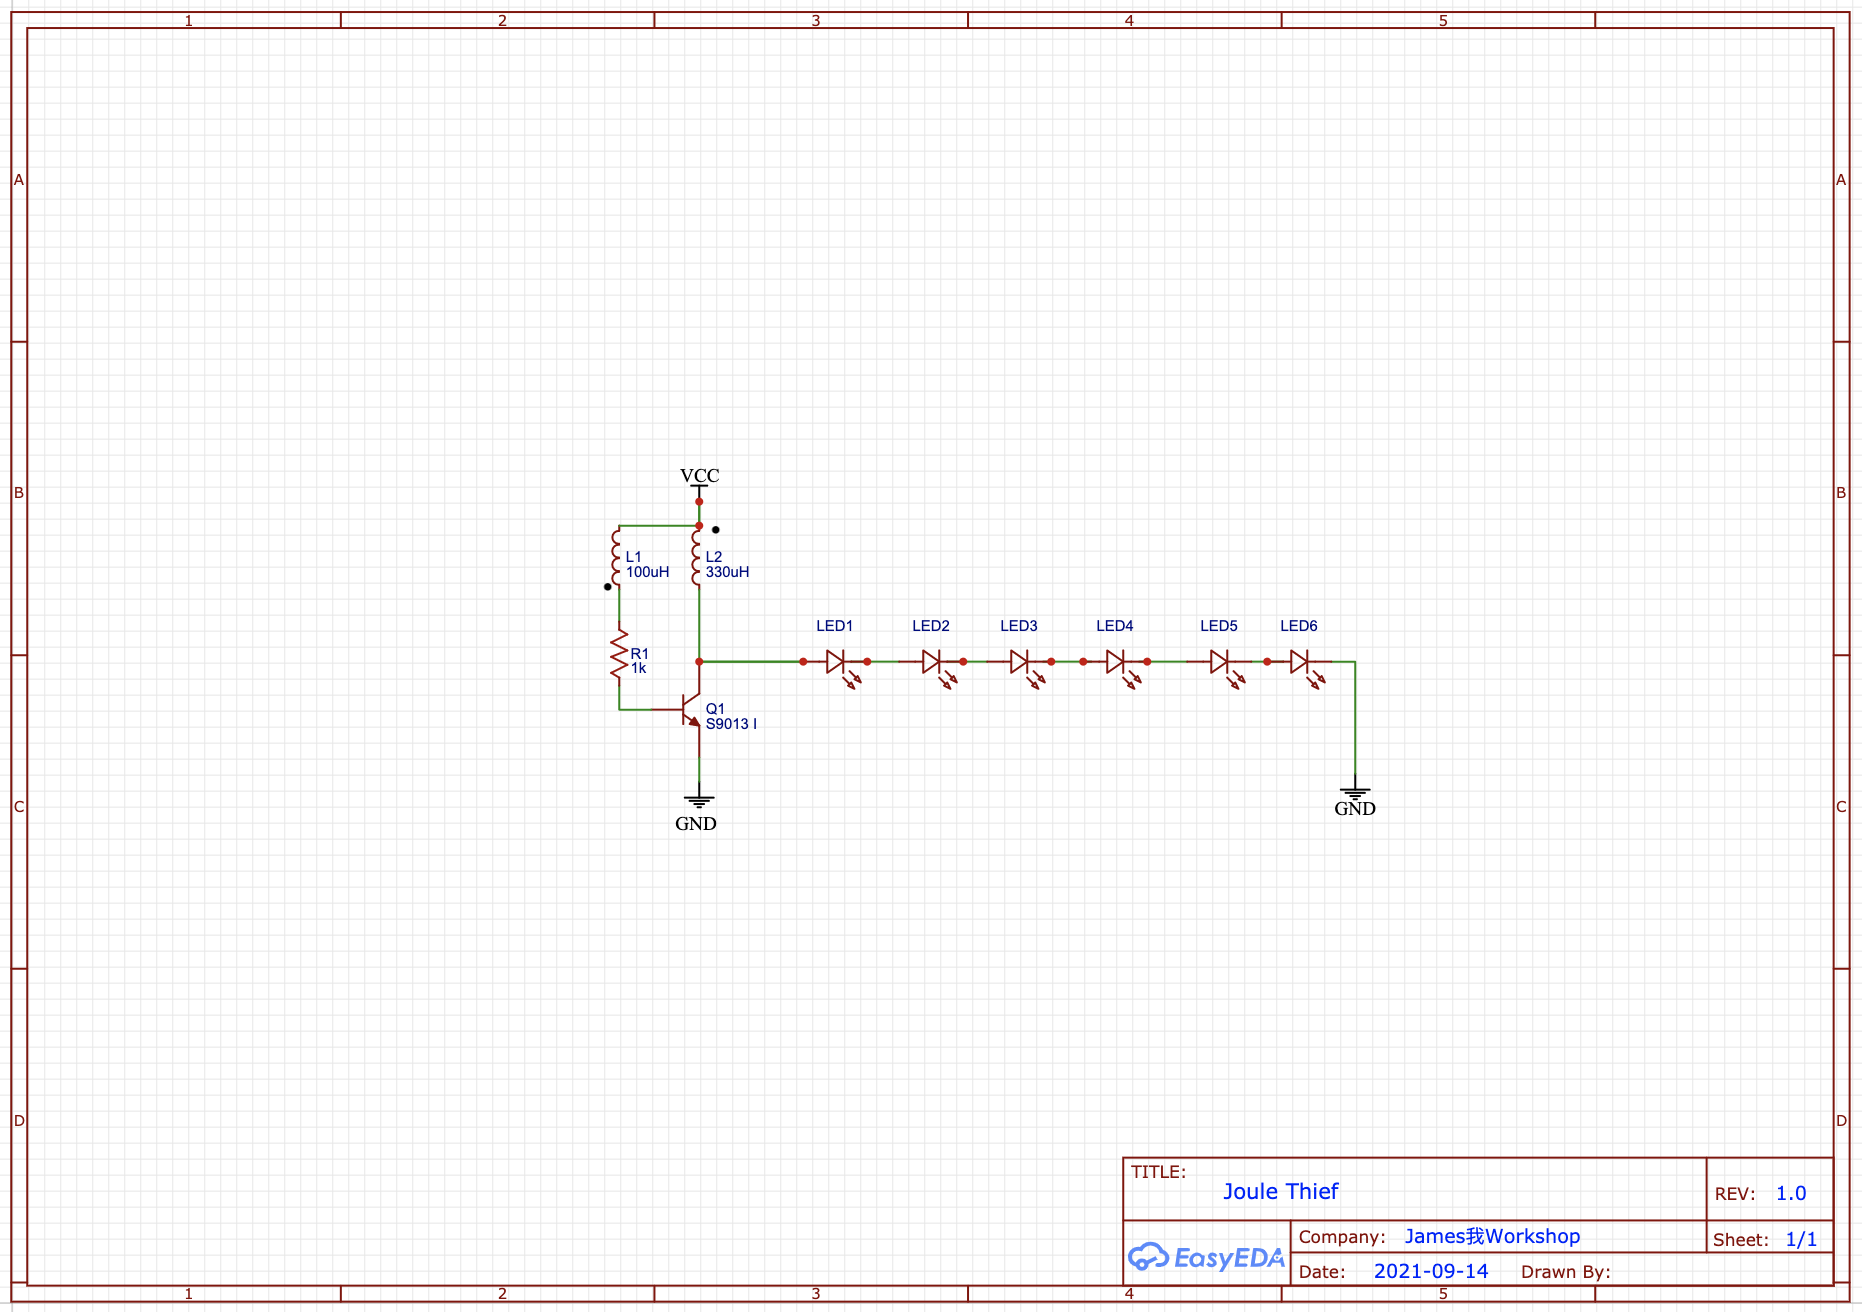 1 2 3 4 5
A A
VCC
B B
L1 L2
100uH 330uH
LED1 LED2 LED3 LED4 LED5 LED6
R1
1k
Q1
S9013 I
C C
GND GND
D D
TITLE:
Joule Thief
REV: 1.0
EasyEDA
Company: James我Workshop
Sheet: 1/1
Date: 2021-09-14 Drawn By:
1 2 3 4 5